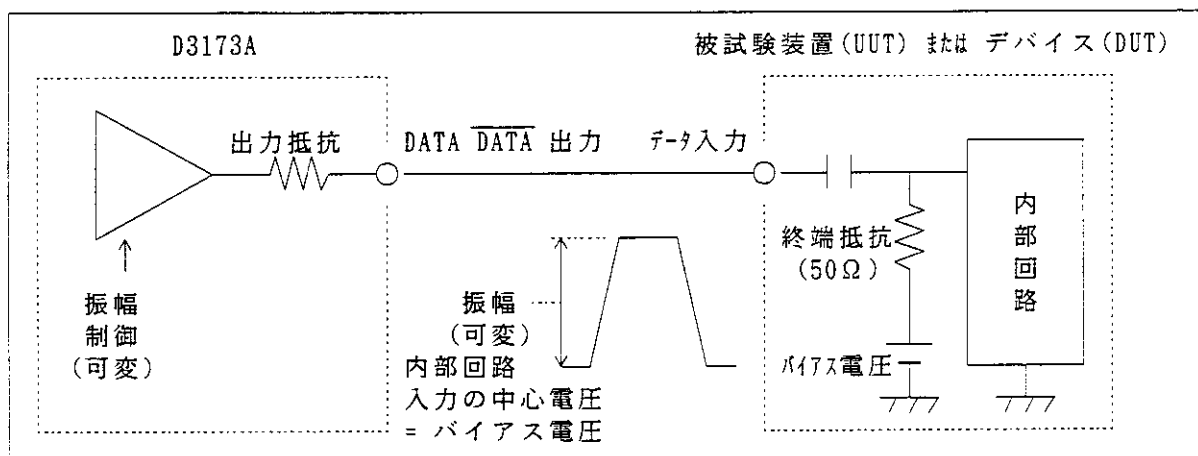 D3173A
被試験装置(UUT) または デバイス(DUT)
出力抵抗
DATA DATA 出力
データ入力
終端抵抗
(50Ω)
内部回路
振幅
制御
(可変)
振幅
(可変)
内部回路
入力の中心電圧
= バイアス電圧
バイアス電圧